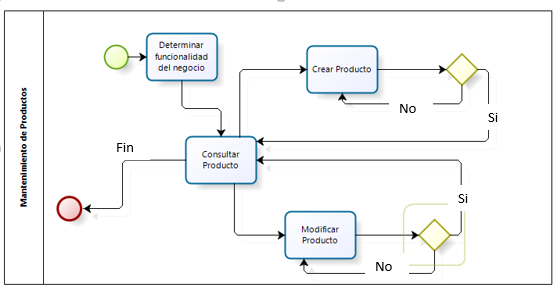 Mantenimiento de Productos
Determinar
funcionalidad
del negocio
Crear Producto
No
Si
Fin
Consultar
Producto
Si
Modificar
Producto
No